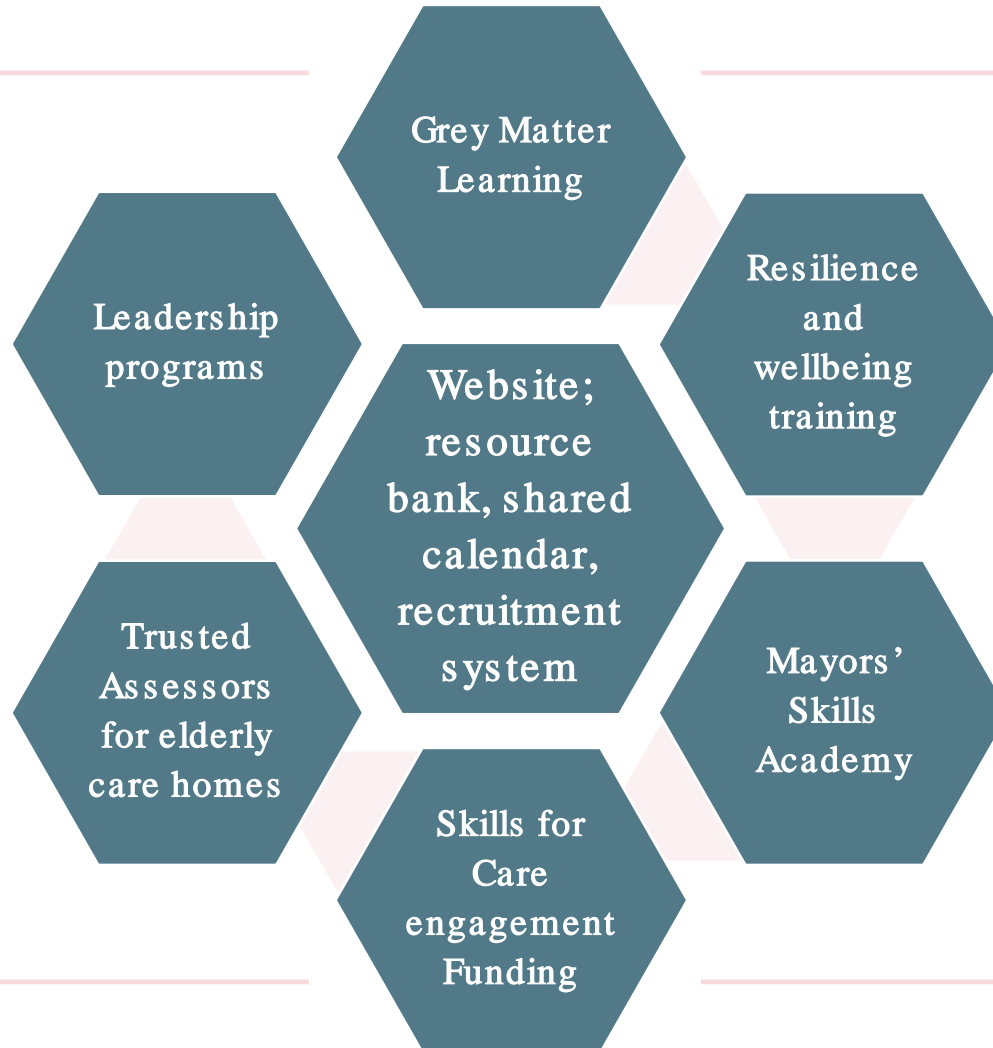 Grey Matter
Learning
Resilience
and
wellbeing
training
Leadership
programs
Website;
resource
bank, shared
calendar,
recruitment
system
Trusted
Assessors
for elderly
care homes
Mayors’
Skills
Academy
Skills for
Care
engagement
Funding